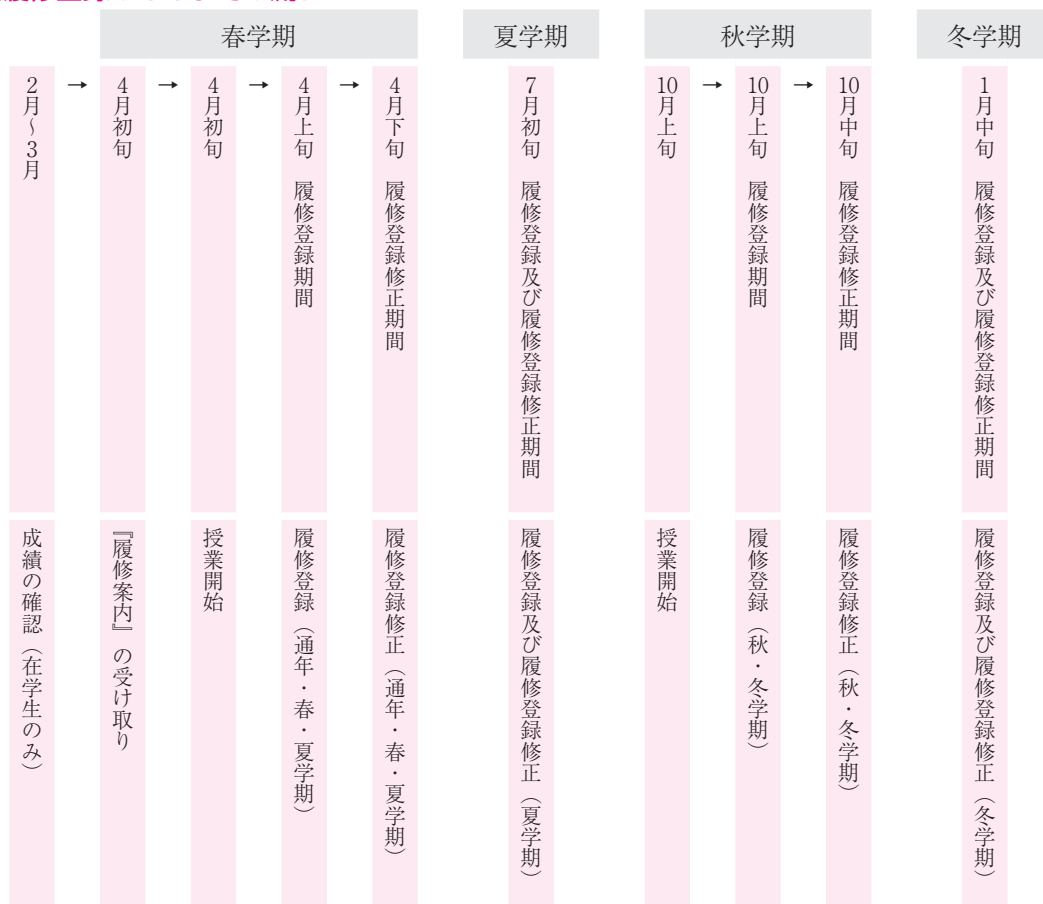 春学期
夏学期
秋学期
冬学期
2月〜3月
→
4月初旬
→
4月初旬
→
4月上旬 履修登録期間
→
4月下旬 履修登録修正期間
7月初旬 履修登録及び履修登録修正期間
10月上旬
→
10月上旬 履修登録期間
→
10月中旬 履修登録修正期間
1月中旬 履修登録及び履修登録修正期間
成績の確認（在学生のみ）
『履修案内』の受け取り
授業開始
履修登録（通年・春・夏学期）
履修登録修正（通年・春・夏学期）
履修登録及び履修登録修正（夏学期）
授業開始
履修登録（秋・冬学期）
履修登録修正（秋・冬学期）
履修登録及び履修登録修正（冬学期）